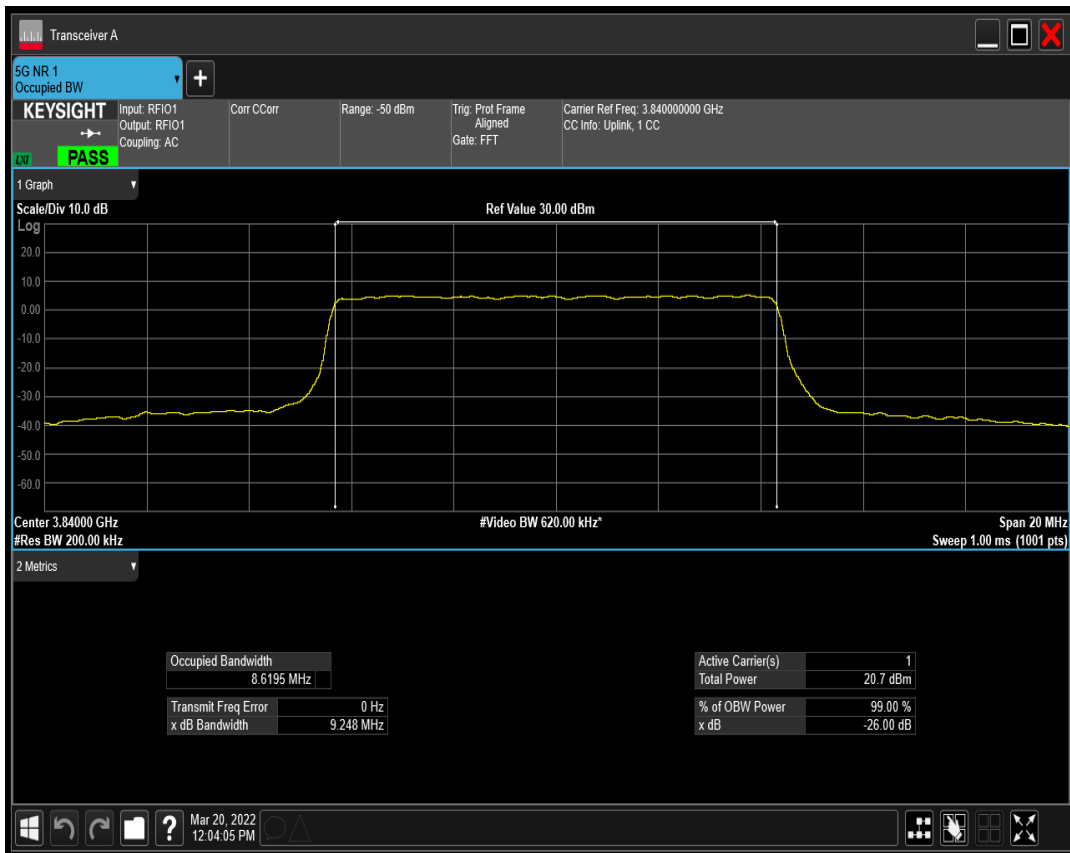 Transceiver A
5G NR 1
Occupied BW
+
KEYSIGHT
LXI
PASS
Input: RFIO1
Output: RFIO1
Coupling: AC
Corr CCorr
Range: -50 dBm
Trig: Prot Frame
Aligned
Gate: FFT
Carrier Ref Freq: 3.840000000 GHz
CC Info: Uplink, 1 CC
1 Graph
Scale/Div 10.0 dB
Ref Value 30.00 dBm
Log
20.0
10.0
0.00
-10.0
-20.0
-30.0
-40.0
-50.0
-60.0
Center 3.84000 GHz
#Video BW 620.00 kHz*
Span 20 MHz
#Res BW 200.00 kHz
Sweep 1.00 ms (1001 pts)
2 Metrics
Occupied Bandwidth
8.6195 MHz
Transmit Freq Error 0 Hz
x dB Bandwidth 9.248 MHz
Active Carrier(s) 1
Total Power 20.7 dBm
% of OBW Power 99.00 %
x dB -26.00 dB
?
Mar 20, 2022
12:04:05 PM